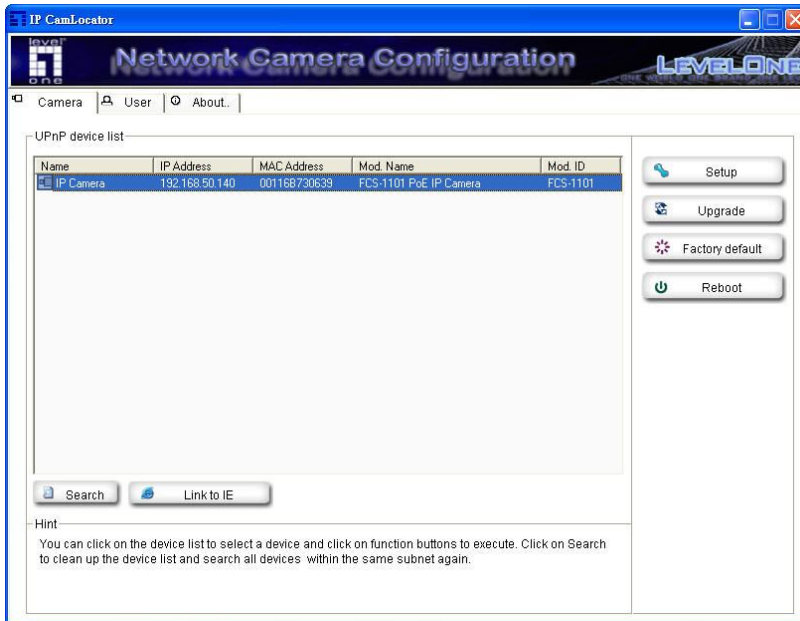 IP CamLocator
level
one
Network Camera Configuration
LEVELONE
ONE WORLD ONE BRAND
Camera User About..
UPnP device list
Name IP Address MAC Address Mod. Name Mod. ID
IP Camera 192.168.50.140 00116B730639 FCS-1101 PoE IP Camera FCS-1101
Setup
Upgrade
Factory default
Reboot
Search Link to IE
Hint
You can click on the device list to select a device and click on function buttons to execute. Click on Search
to clean up the device list and search all devices within the same subnet again.